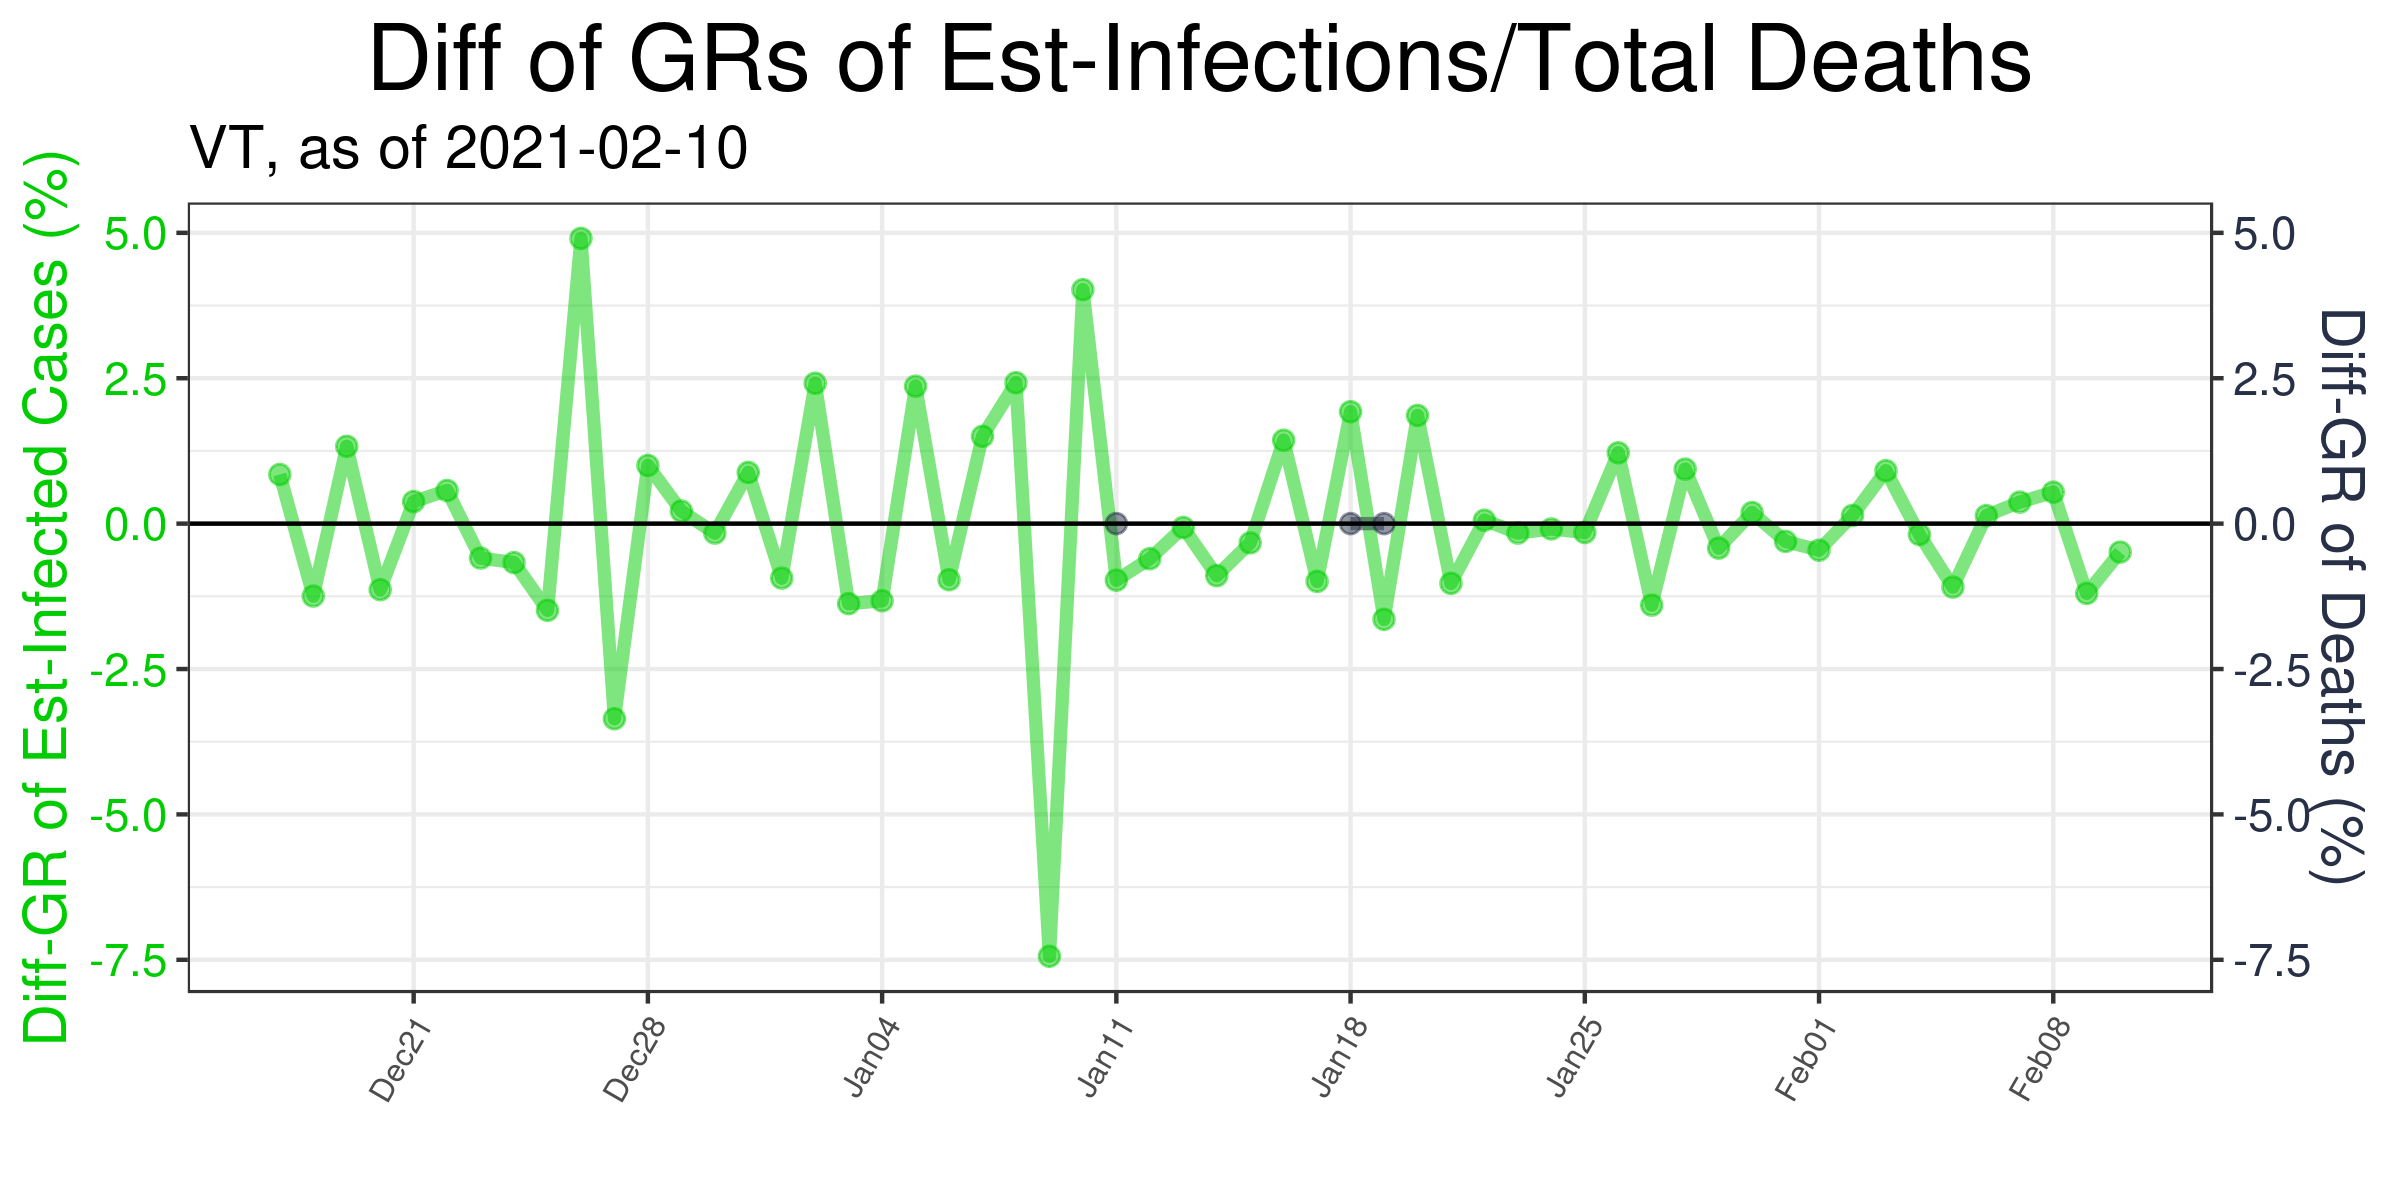 Diff of GRs of Est-Infections/Total Deaths
VT, as of 2021-02-10
Diff-GR of Est-Infected Cases (%)
5.0
2.5
0.0
-2.5
-5.0
-7.5
5.0
2.5
0.0
-2.5
-5.0
-7.5
Diff-GR of Deaths (%)
Dec21
Dec28
Jan04
Jan11
Jan18
Jan25
Feb01
Feb08